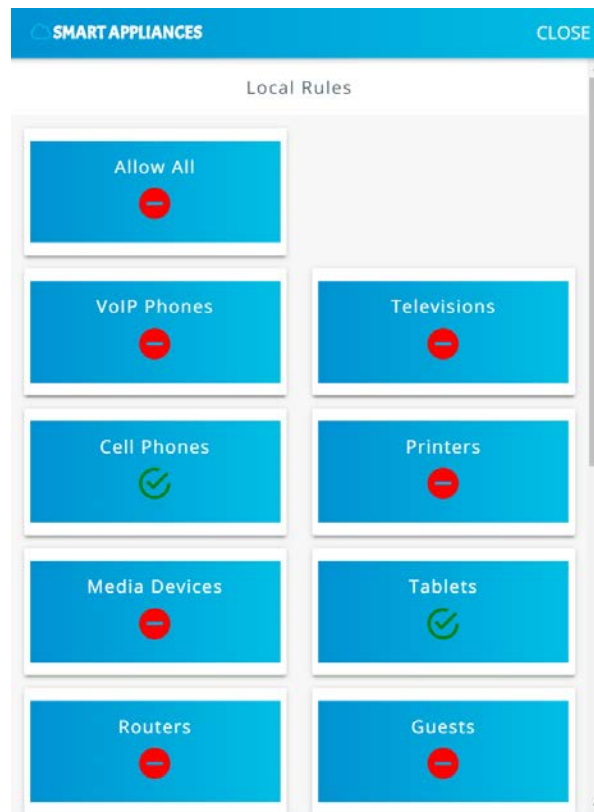 SMART APPLIANCES CLOSE
Local Rules
Allow All
VoIP Phones Televisions
Cell Phones Printers
Media Devices Tablets
Routers Guests